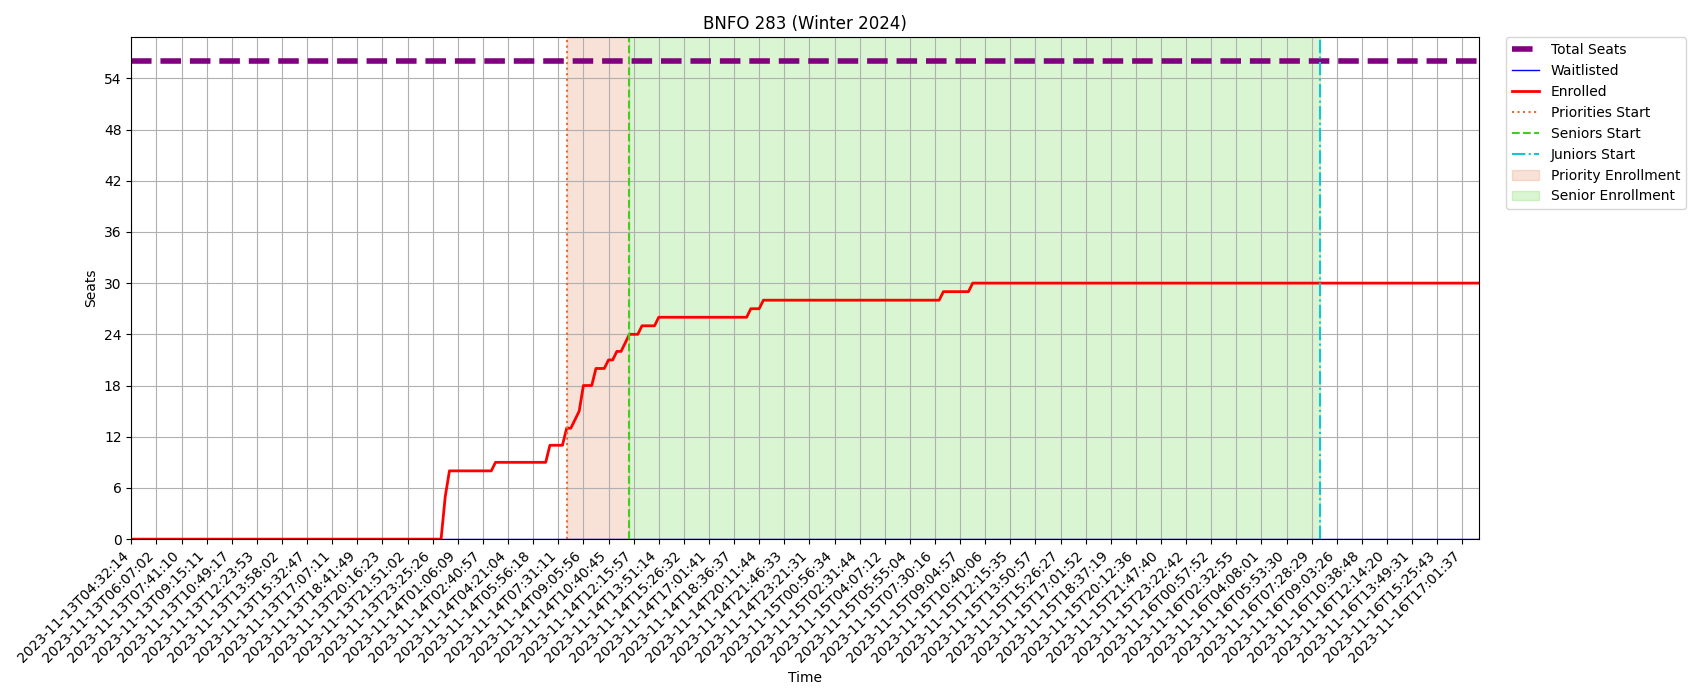 BNFO 283 (Winter 2024)
Total Seats
Waitlisted
Enrolled
Priorities Start
Seniors Start
Juniors Start
Priority Enrollment
Senior Enrollment
Seats
54
48
42
36
30
24
18
12
6
0
2023-11-13T04:32:14
2023-11-13T06:07:02
2023-11-13T07:41:10
2023-11-13T09:15:11
2023-11-13T10:49:17
2023-11-13T12:23:53
2023-11-13T13:58:02
2023-11-13T15:32:47
2023-11-13T17:07:11
2023-11-13T18:41:49
2023-11-13T20:16:23
2023-11-13T21:51:02
2023-11-13T23:25:26
2023-11-14T01:06:09
2023-11-14T02:40:57
2023-11-14T04:21:04
2023-11-14T05:56:18
2023-11-14T07:31:11
2023-11-14T09:05:56
2023-11-14T10:40:45
2023-11-14T12:15:57
2023-11-14T13:51:14
2023-11-14T15:26:32
2023-11-14T17:01:41
2023-11-14T18:36:37
2023-11-14T20:11:44
2023-11-14T21:46:33
2023-11-14T23:21:31
2023-11-15T00:56:34
2023-11-15T02:31:44
2023-11-15T04:07:12
2023-11-15T05:55:04
2023-11-15T07:30:16
2023-11-15T09:04:57
2023-11-15T10:40:06
2023-11-15T12:15:35
2023-11-15T13:50:57
2023-11-15T15:26:27
2023-11-15T17:01:52
2023-11-15T18:37:19
2023-11-15T20:12:36
2023-11-15T21:47:40
2023-11-15T23:22:42
2023-11-16T00:57:52
2023-11-16T02:32:55
2023-11-16T04:08:01
2023-11-16T05:53:30
2023-11-16T07:28:29
2023-11-16T09:03:26
2023-11-16T10:38:48
2023-11-16T12:14:20
2023-11-16T13:49:31
2023-11-16T15:25:43
2023-11-16T17:01:37
Time